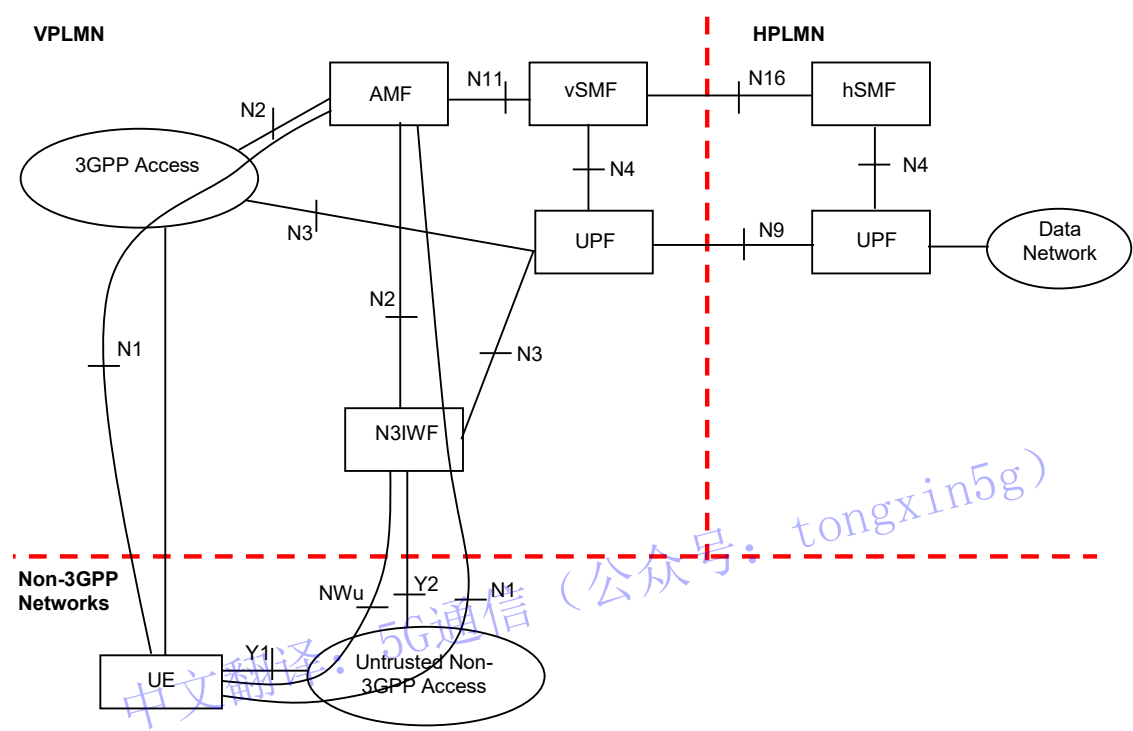 VPLMN
HPLMN
AMF
N11
vSMF
N16
hSMF
N2
3GPP Access
N4
N4
N3
UPF
N9
UPF
Data
Network
N2
N1
N3
N3IWF
Non-3GPP
Networks
NWu
Y2
N1
Y1
UE
Untrusted Non-
3GPP Access
中文翻译：5G通信（公众号：tongxin5g）